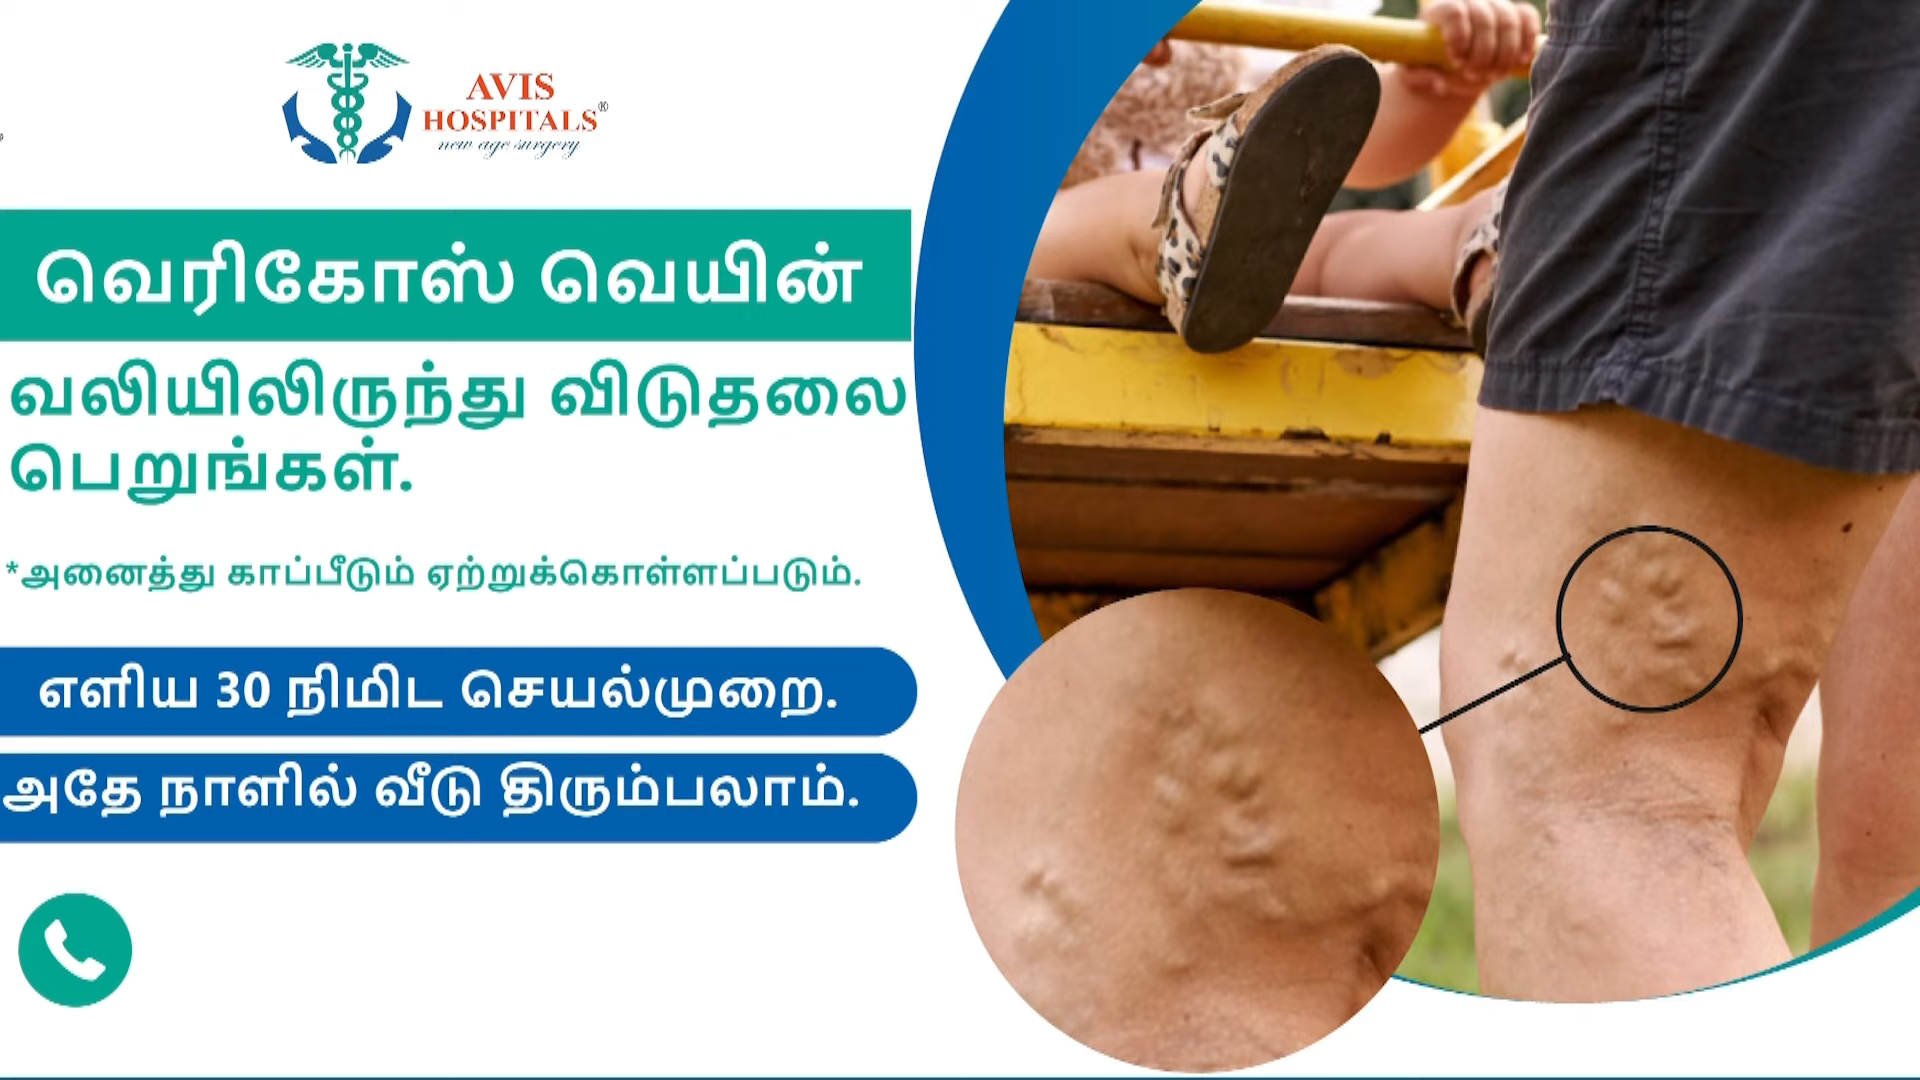 AVIS
HOSPITALS®
new age surgery
வெரிகோஸ் வெயின்
வலியிலிருந்து விடுதலை
பெறுங்கள்.
*அனைத்து காப்பீடும் ஏற்றுக்கொள்ளப்படும்.
எளிய 30 நிமிட செயல்முறை.
அதே நாளில் வீடு திரும்பலாம்.